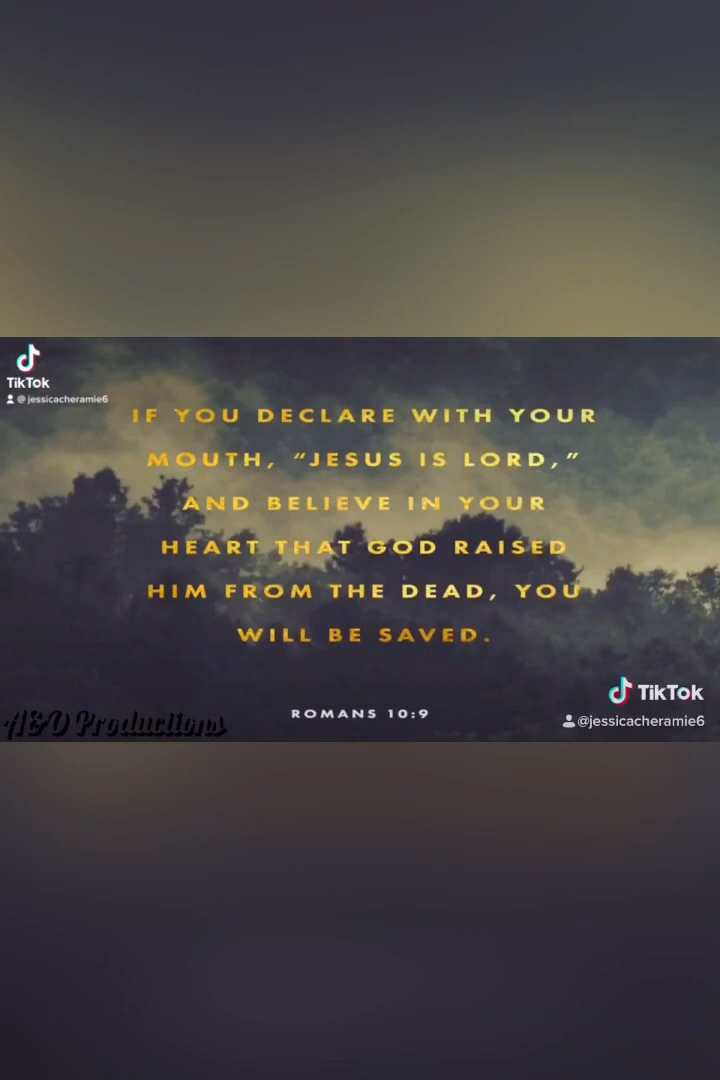 TikTok
@jessicacheramie6
IF YOU DECLARE WITH YOUR
MOUTH, “JESUS IS LORD,”
AND BELIEVE IN YOUR
HEART THAT GOD RAISED
HIM FROM THE DEAD, YOU
WILL BE SAVED.
ROMANS 10:9
A&O Productions
TikTok
@jessicacheramie6